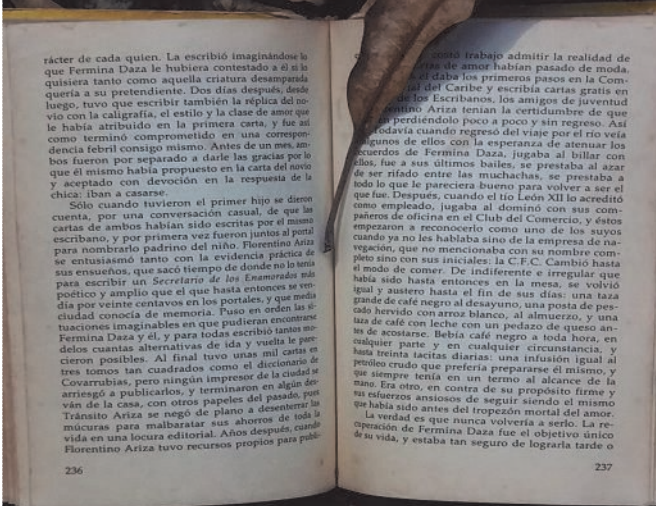 rácter de cada quien. La escribió imaginándose lo
que Fermina Daza le hubiera contestado a él si lo
quisiera tanto como aquella criatura desamparada
quería a su pretendiente. Dos días después, desde
luego, tuvo que escribir también la réplica del no-
vio con la caligrafía, el estilo y la clase de amor que
le había atribuido en la primera carta, y fue así
como terminó comprometido en una correspon-
dencia febril consigo mismo. Antes de un mes, am-
bos fueron por separado a darle las gracias por lo
que él mismo había propuesto en la carta del novio
y aceptado con devoción en la respuesta de la
chica: iban a casarse.
Sólo cuando tuvieron el primer hijo se dieron
cuenta, por una conversación casual, de que las
cartas de ambos habían sido escritas por el mismo
escribano, y por primera vez fueron juntos al portal
para nombrarlo padrino del niño. Florentino Ariza
se entusiasmó tanto con la evidencia práctica de
sus ensueños, que sacó tiempo de donde no lo tenía
para escribir un Secretario de los Enamorados más
poético y amplio que el que hasta entonces se ven-
día por veinte centavos en los portales, y que media
ciudad conocía de memoria. Puso en orden las si-
tuaciones imaginables en que pudieran encontrarse
Fermina Daza y él, y para todas escribió tantos mo-
delos cuantas alternativas de ida y vuelta le pare-
cieron posibles. Al final tuvo unas mil cartas en
tres tomos tan cuadrados como el diccionario de
Covarrubias, pero ningún impresor de la ciudad se
arriesgó a publicarlos, y terminaron en algún des-
ván de la casa, con otros papeles del pasado, pues
Tránsito Ariza se negó de plano a desenterrar las
múcuras para malbaratar sus ahorros de toda la
vida en una locura editorial. Años después, cuando
Florentino Ariza tuvo recursos propios para publi-
236
costó trabajo admitir la realidad de
de amor habían pasado de moda.
él daba los primeros pasos en la Com-
del Caribe y escribía cartas gratis en
de los Escribanos, los amigos de juventud
Ariza tenían la certidumbre de que
perdiéndolo poco a poco y sin regreso. Así
todavía cuando regresó del viaje por el río veía
algunos de ellos con la esperanza de atenuar los
recuerdos de Fermina Daza, jugaba al billar con
ellos, fue a sus últimos bailes, se prestaba al azar
de ser rifado entre las muchachas, se prestaba a
todo lo que le pareciera bueno para volver a ser el
que fue. Después, cuando el tío León XII lo acreditó
como empleado, jugaba al dominó con sus com-
pañeros de oficina en el Club del Comercio, y éstos
empezaron a reconocerlo como uno de los suyos
cuando ya no les hablaba sino de la empresa de na-
vegación, que no mencionaba con su nombre com-
pleto sino con sus iniciales: la C.F.C. Cambió hasta
el modo de comer. De indiferente e irregular que
había sido hasta entonces en la mesa, se volvió
igual y austero hasta el fin de sus días: una taza
grande de café negro al desayuno, una posta de pes-
cado hervido con arroz blanco, al almuerzo, y una
taza de café con leche con un pedazo de queso an-
tes de acostarse. Bebía café negro a toda hora, en
cualquier parte y en cualquier circunstancia, y
hasta treinta tacitas diarias: una infusión igual al
petróleo crudo que prefería prepararse él mismo, y
que siempre tenía en un termo al alcance de la
mano. Era otro, en contra de su propósito firme y
sus esfuerzos ansiosos de seguir siendo el mismo
que había sido antes del tropezón mortal del amor.
La verdad es que nunca volvería a serlo. La re-
cuperación de Fermina Daza fue el objetivo único
de su vida, y estaba tan seguro de lograrla tarde o
237